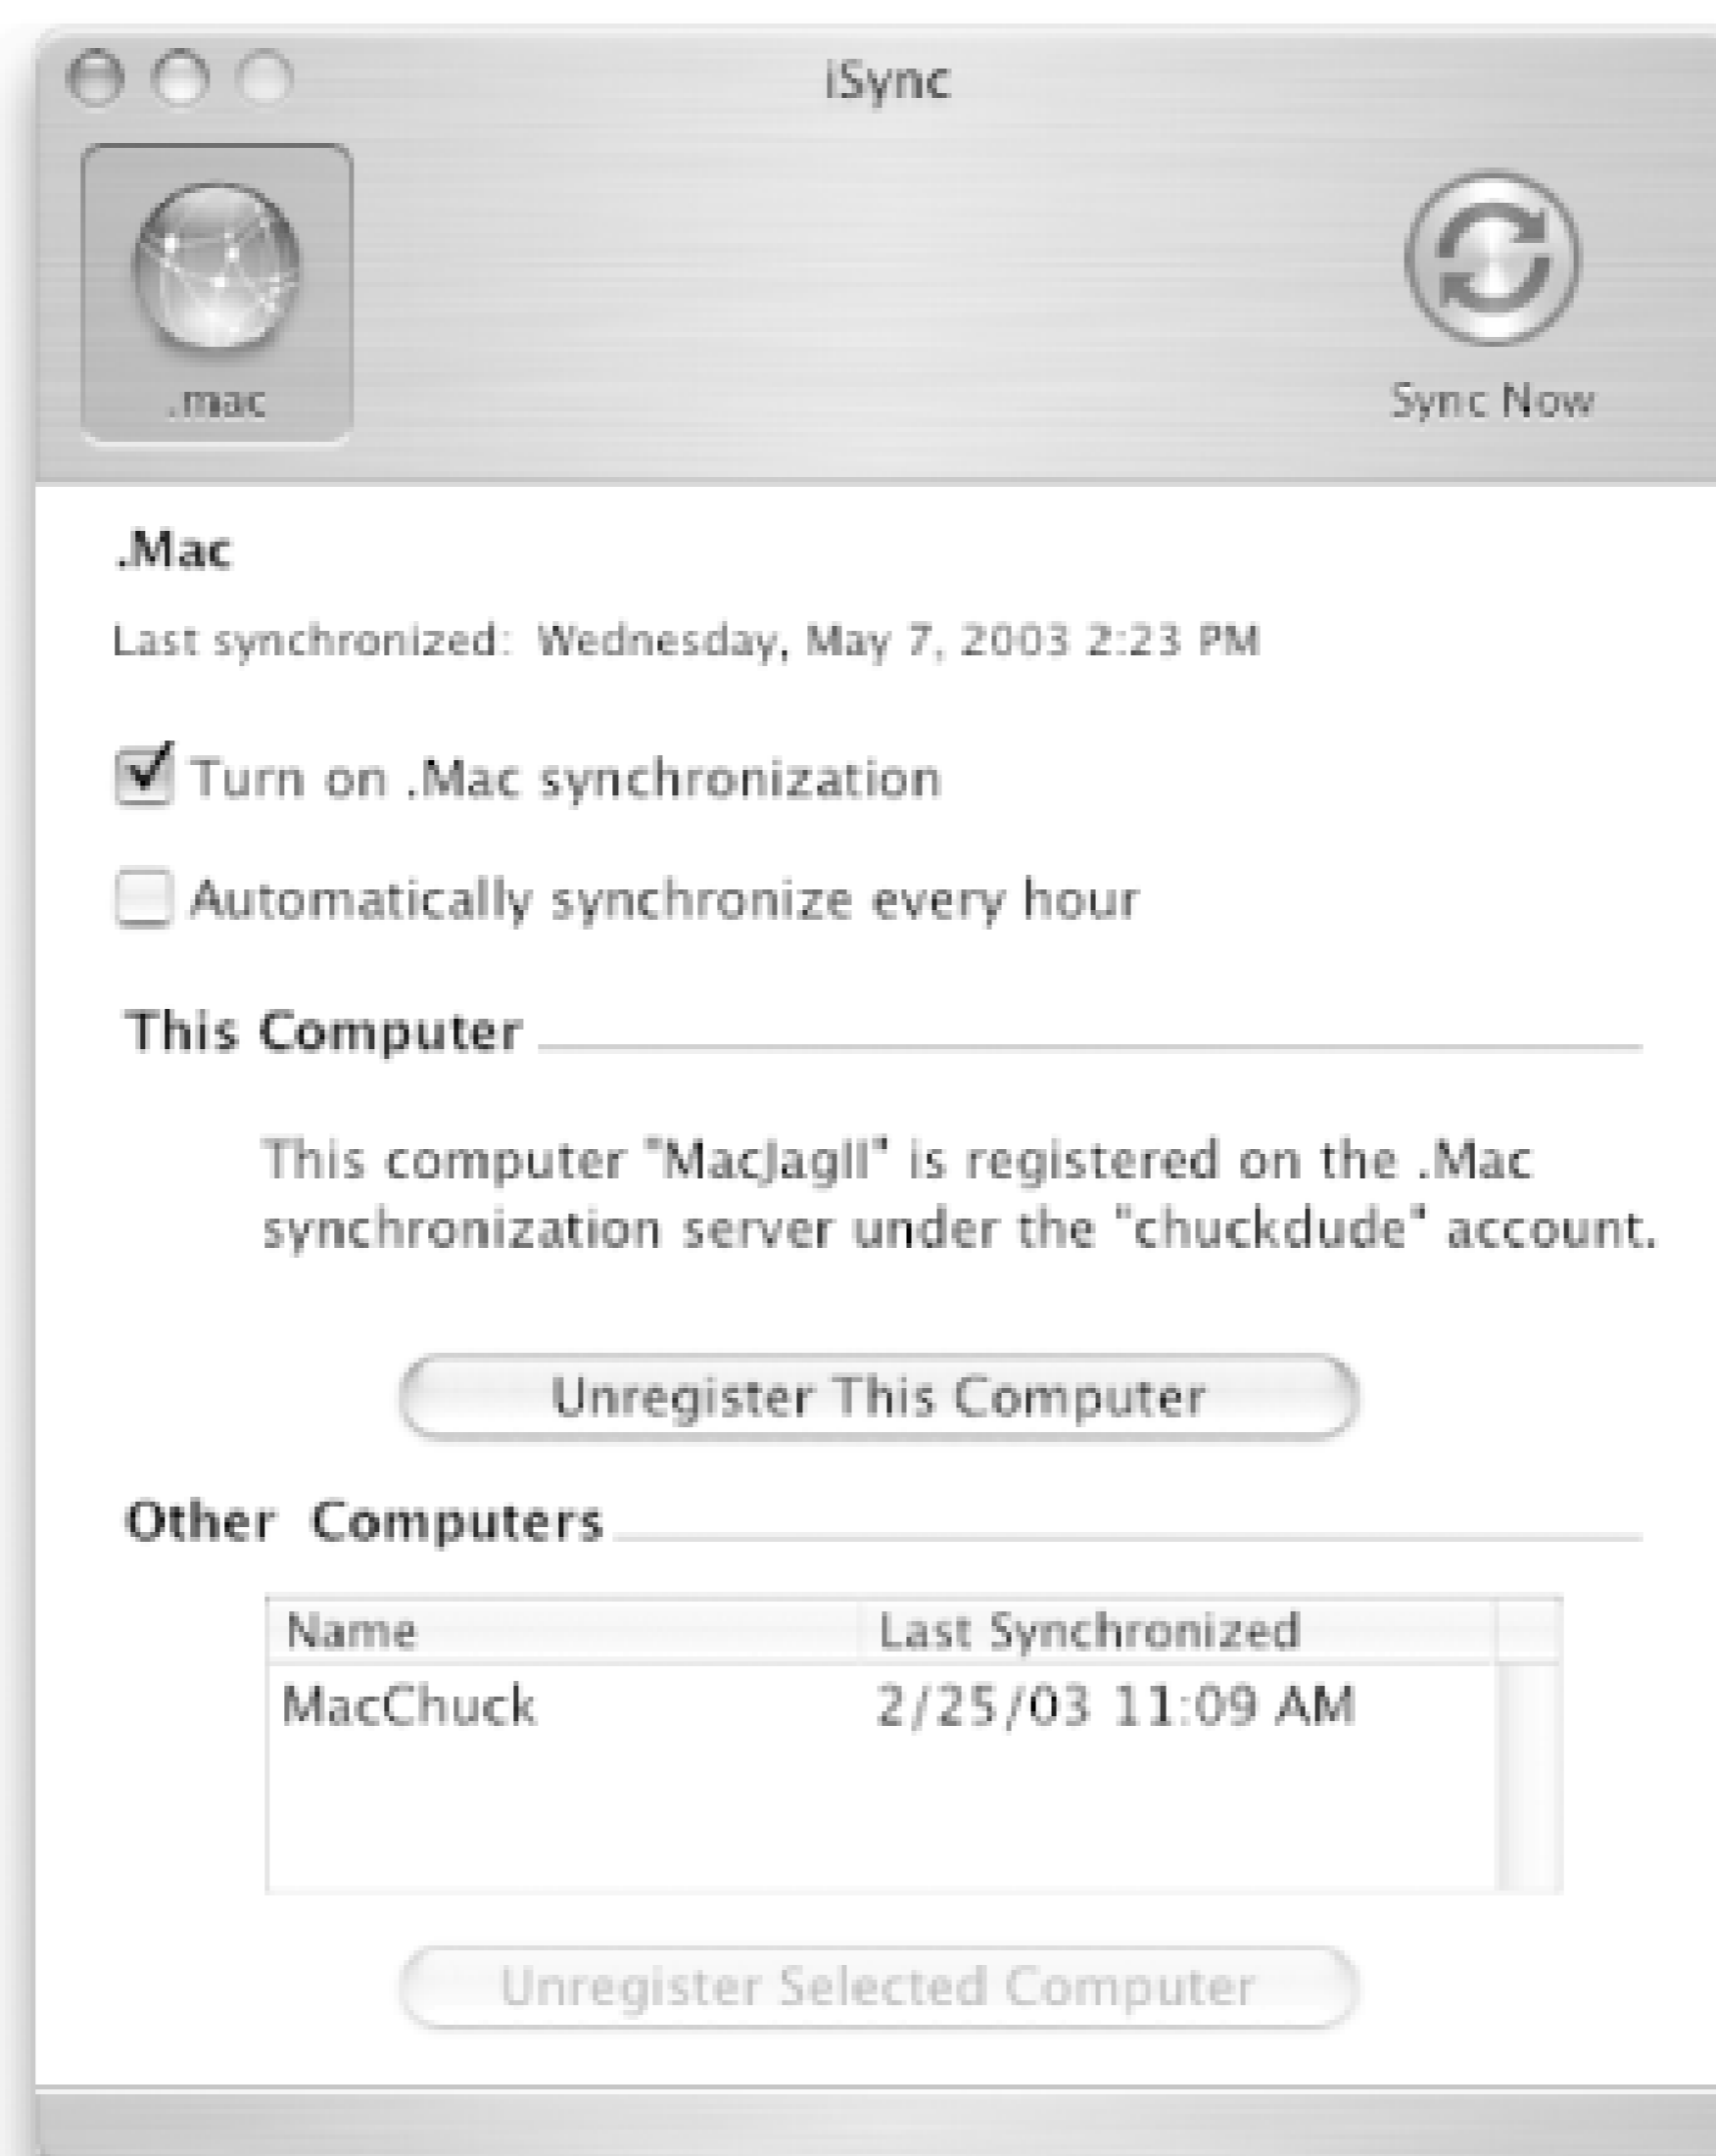 iSync
.mac
Sync Now
.Mac
Last synchronized: Wednesday, May 7, 2003 2:23 PM
Turn on .Mac synchronization
Automatically synchronize every hour
This Computer
This computer "MacJagII" is registered on the .Mac
synchronization server under the "chuckdude" account.
Unregister This Computer
Other Computers
Name Last Synchronized
MacChuck 2/25/03 11:09 AM
Unregister Selected Computer